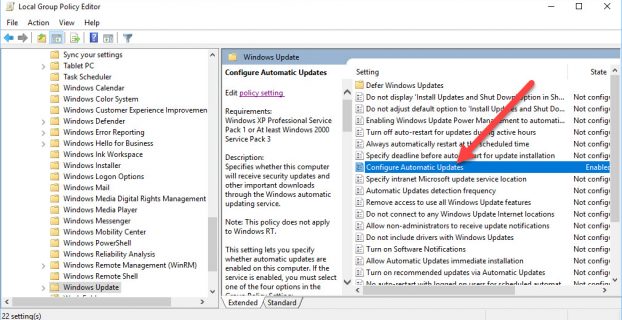 Local Group Policy Editor
File Action View Help
Sync your settings
Tablet PC
Task Scheduler
Windows Calendar
Windows Color System
Windows Customer Experience Improvemen
Windows Defender
Windows Error Reporting
Windows Hello for Business
Windows Ink Workspace
Windows Installer
Windows Logon Options
Windows Mail
Windows Media Digital Rights Management
Windows Media Player
Windows Messenger
Windows Mobility Center
Windows PowerShell
Windows Reliability Analysis
Windows Remote Management (WinRM)
Windows Remote Shell
Windows Update
Windows Update
Configure Automatic Updates
Edit policy setting.
Requirements:
Windows XP Professional Service
Pack 1 or At least Windows 2000
Service Pack 3
Description:
Specifies whether this computer
will receive security updates and
other important downloads
through the Windows automatic
updating service.
Note: This policy does not apply
to Windows RT.
This setting lets you specify
whether automatic updates are
enabled on this computer. If the
service is enabled, you must select
one of the four options in the
Group Policy Setting:
Setting State
Defer Windows Updates
Do not display 'Install Updates and Shut Down' option in Sh... Not config
Do not adjust default option to 'Install Updates and Shut Do... Not config
Enabling Windows Update Power Management to automati... Not config
Turn off auto-restart for updates during active hours Not config
Always automatically restart at the scheduled time Not config
Specify deadline before auto-restart for update installation Not config
Configure Automatic Updates Enabled
Specify intranet Microsoft update service location Not config
Automatic Updates detection frequency Not config
Remove access to use all Windows Update features Not config
Do not connect to any Windows Update Internet locations Not config
Allow non-administrators to receive update notifications Not config
Do not include drivers with Windows Updates Not config
Turn on Software Notifications Not config
Allow Automatic Updates immediate installation Not config
Turn on recommended updates via Automatic Updates Not config
No auto-restart with logged on users for scheduled automat... Not config
Extended Standard
22 setting(s)